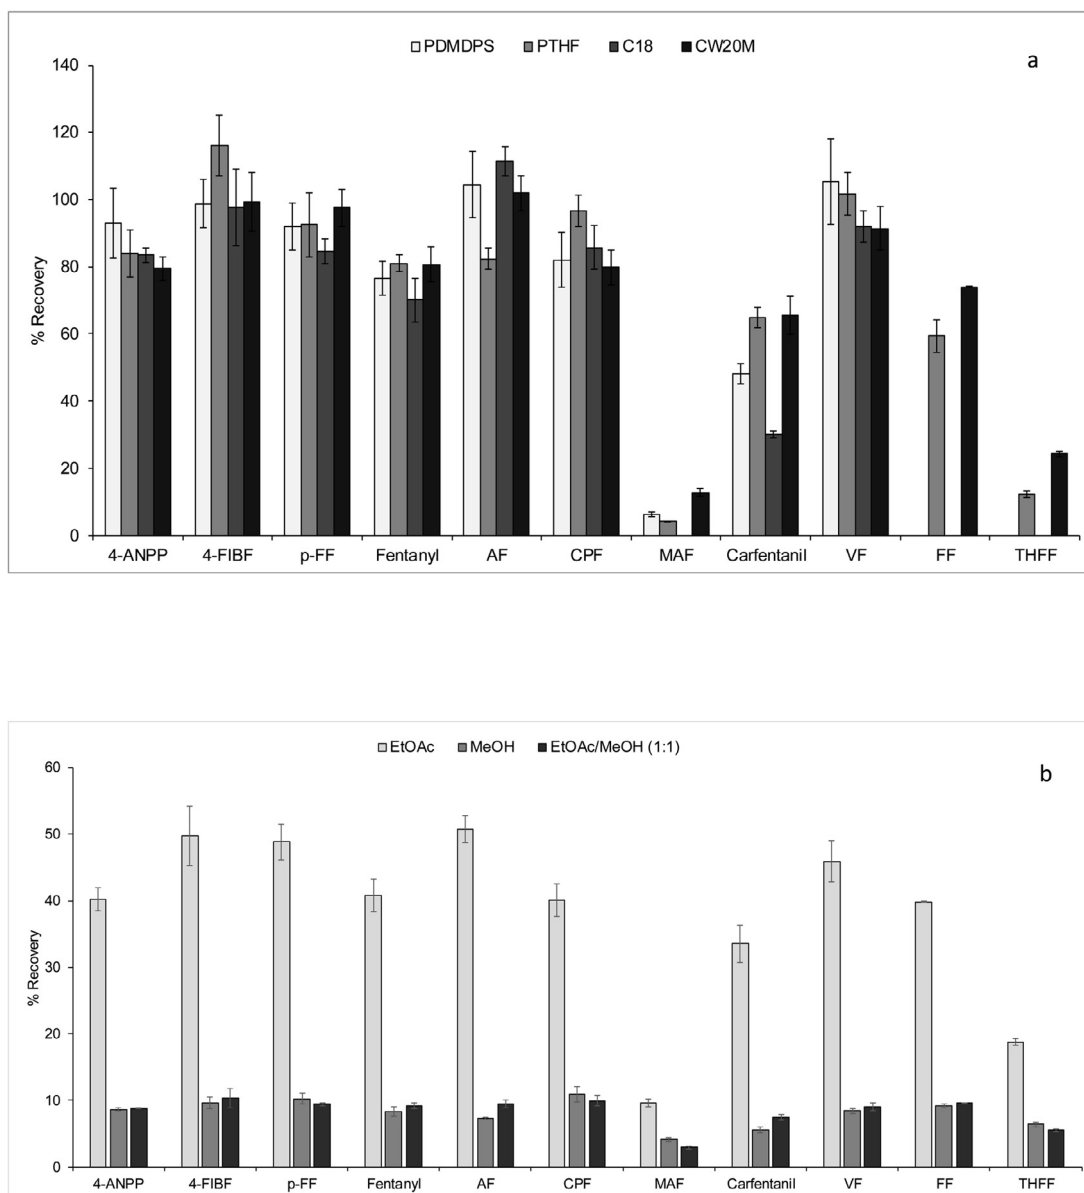 PDMDPS PTHF C18 CW20M
a
140
120
100
80
60
40
20
0
% Recovery
4-ANPP 4-FIBF p-FF Fentanyl AF CPF MAF Carfentanil VF FF THFF
EtOAc MeOH EtOAc/MeOH (1:1)
b
60
50
40
30
20
10
0
% Recovery
4-ANPP 4-FIBF p-FF Fentanyl AF CPF MAF Carfentanil VF FF THFF